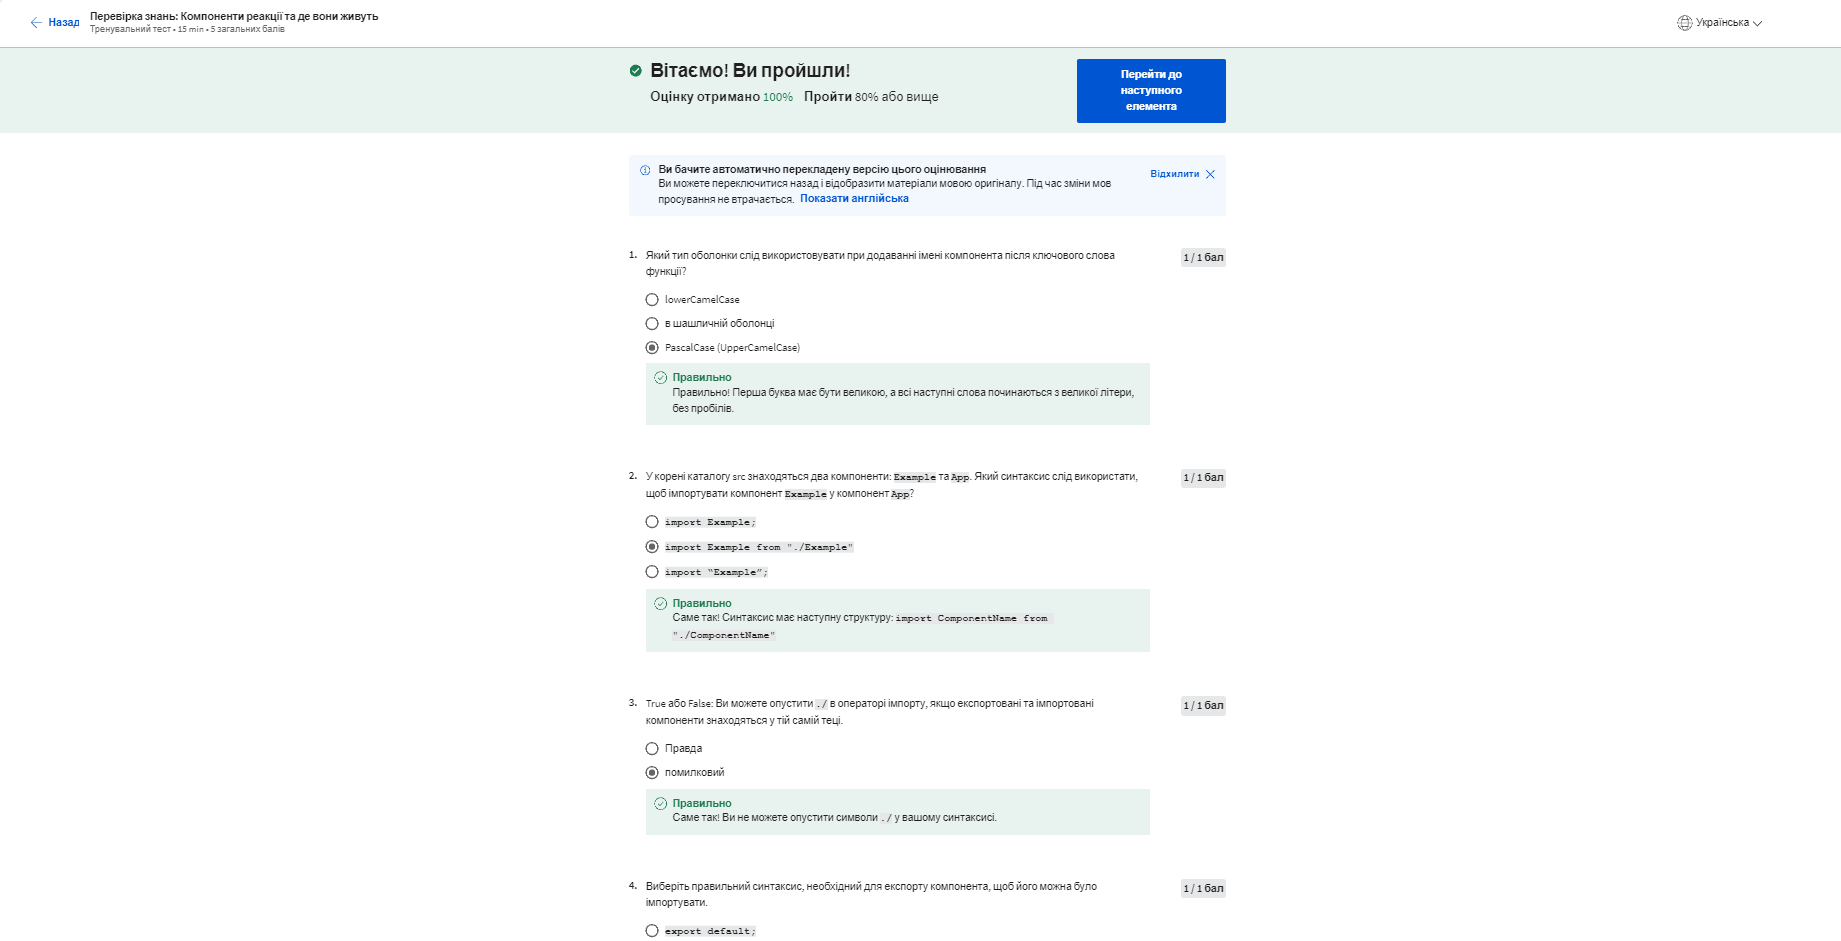 Назад
Перевірка знань: Компоненти реакції та де вони живуть
Тренувальний тест • 15 min • 5 загальних балів
Українська
Вітаємо! Ви пройшли!
Оцінку отримано 100% Пройти 80% або вище
Перейти до
наступного
елемента
Ви бачите автоматично перекладену версію цього оцінювання
Відхилити
Ви можете переключитися назад і відобразити матеріали мовою оригіналу. Під час зміни мов
просування не втрачається. Показати англійська
1. Який тип оболонки слід використовувати при додаванні імені компонента після ключового слова
функції?
1 / 1 бал
lowerCamelCase
в шашличній оболонці
PascalCase (UpperCamelCase)
Правильно
Правильно! Перша буква має бути великою, а всі наступні слова починаються з великої літери,
без пробілів.
2. У корені каталогу src знаходяться два компоненти: Example та App. Який синтаксис слід використати,
щоб імпортувати компонент Example у компонент App?
1 / 1 бал
import Example;
import Example from "./Example"
import “Example”;
Правильно
Саме так! Синтаксис має наступну структуру: import ComponentName from
"./ComponentName"
3. True або False: Ви можете опустити ./ в операторі імпорту, якщо експортовані та імпортовані
компоненти знаходяться у тій самій теці.
1 / 1 бал
Правда
помилковий
Правильно
Саме так! Ви не можете опустити символи ./ у вашому синтаксисі.
4. Виберіть правильний синтаксис, необхідний для експорту компонента, щоб його можна було
імпортувати.
1 / 1 бал
export default;